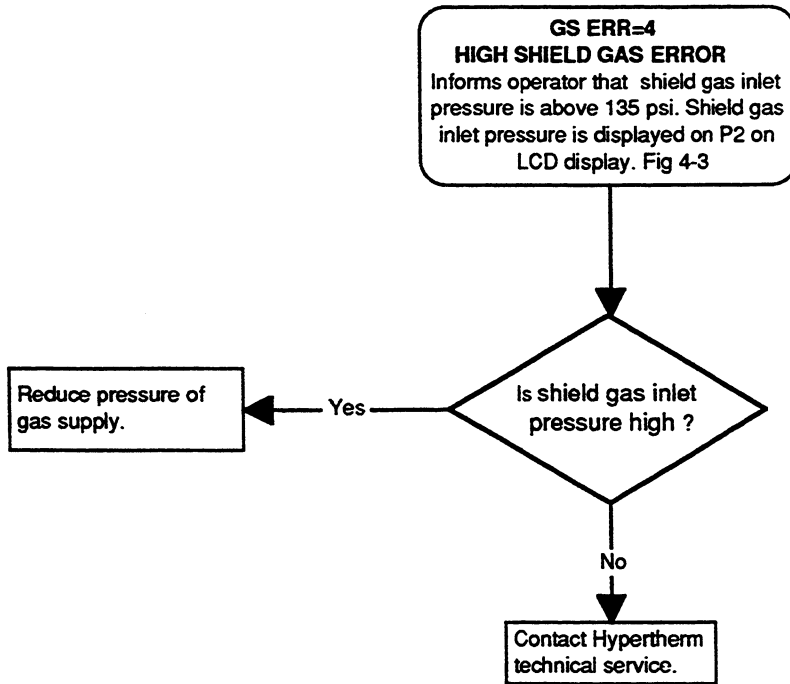 GS ERR=4
HIGH SHIELD GAS ERROR
Informs operator that shield gas inlet
pressure is above 135 psi. Shield gas
inlet pressure is displayed on P2 on
LCD display. Fig 4-3
Is shield gas inlet
pressure high ?
Yes
Reduce pressure of
gas supply.
No
Contact Hypertherm
technical service.